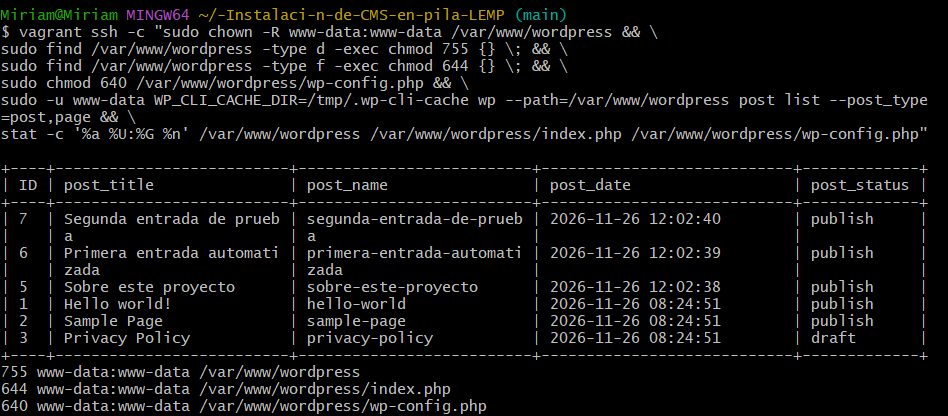 Miriam@Miriam MINGW64 ~/-Instalaci-n-de-CMS-en-pila-LEMP (main)
$ vagrant ssh -c "sudo chown -R www-data:www-data /var/www/wordpress && \
sudo find /var/www/wordpress -type d -exec chmod 755 {} \; && \
sudo find /var/www/wordpress -type f -exec chmod 644 {} \; && \
sudo chmod 640 /var/www/wordpress/wp-config.php && \
sudo -u www-data WP_CLI_CACHE_DIR=/tmp/.wp-cli-cache wp --path=/var/www/wordpress post list --post_type
=post,page && \
stat -c '%a %U:%G %n' /var/www/wordpress /var/www/wordpress/index.php /var/www/wordpress/wp-config.php"
+----+--------------------------+--------------------------+----------------------------+-------------+
| ID | post_title | post_name | post_date | post_status |
+----+--------------------------+--------------------------+----------------------------+-------------+
| 7 | Segunda entrada de prueb | segunda-entrada-de-prueb | 2026-11-26 12:02:40 | publish |
| | a | a | | |
| 6 | Primera entrada automati | primera-entrada-automati | 2026-11-26 12:02:39 | publish |
| | zada | zada | | |
| 5 | Sobre este proyecto | sobre-este-proyecto | 2026-11-26 12:02:38 | publish |
| 1 | Hello world! | hello-world | 2026-11-26 08:24:51 | publish |
| 2 | Sample Page | sample-page | 2026-11-26 08:24:51 | publish |
| 3 | Privacy Policy | privacy-policy | 2026-11-26 08:24:51 | draft |
+----+--------------------------+--------------------------+----------------------------+-------------+
755 www-data:www-data /var/www/wordpress
644 www-data:www-data /var/www/wordpress/index.php
640 www-data:www-data /var/www/wordpress/wp-config.php